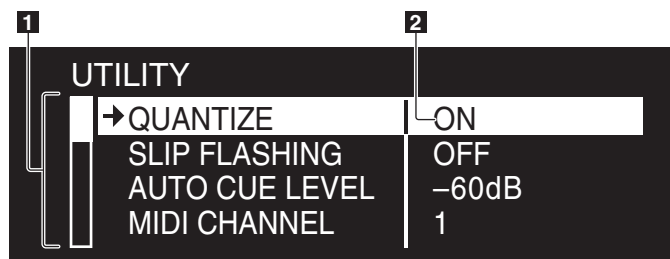 1 2
UTILITY
➔QUANTIZE ON
SLIP FLASHING OFF
AUTO CUE LEVEL –60dB
MIDI CHANNEL 1